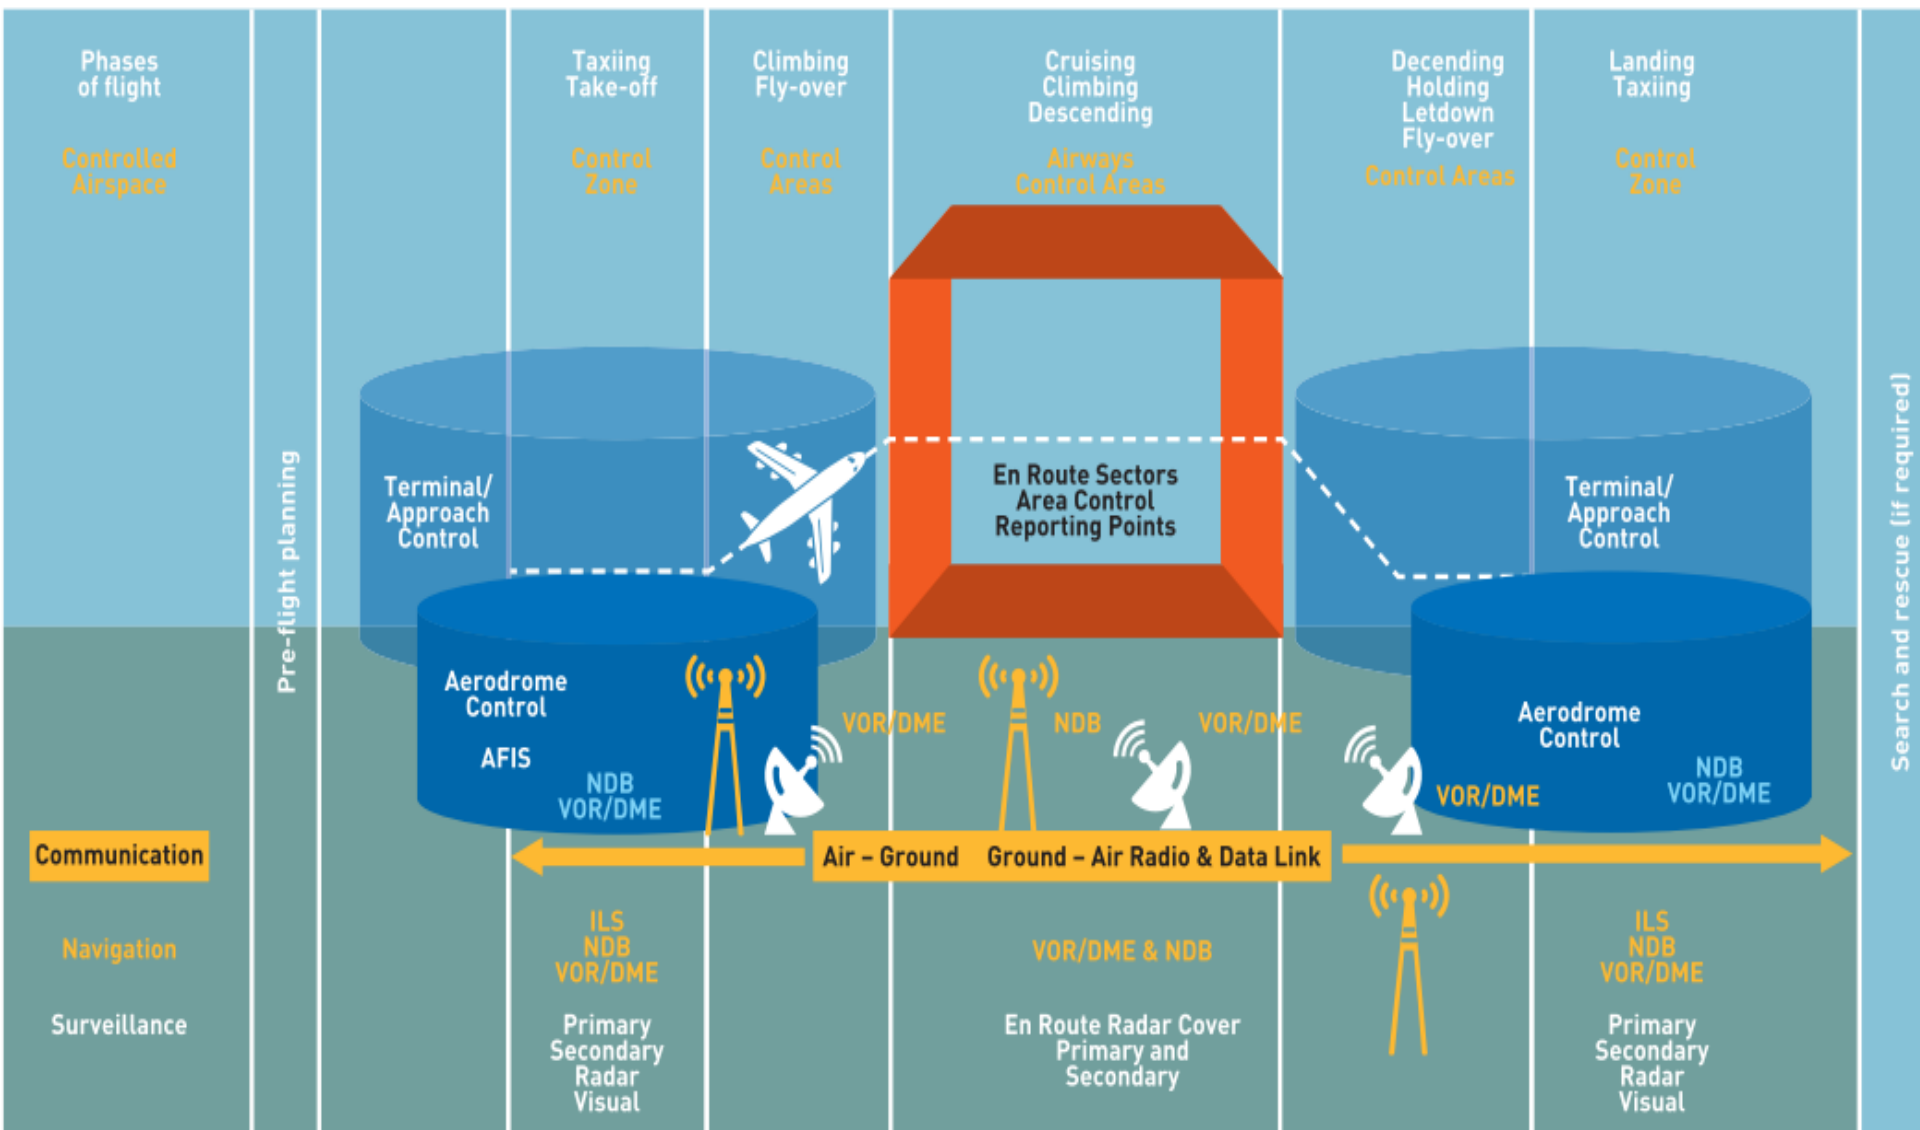 Phases
of flight
Controlled
Airspace
Pre-flight planning
Taxiing
Take-off
Control
Zone
Climbing
Fly-over
Control
Areas
Cruising
Climbing
Descending
Airways
Control Areas
Decending
Holding
Letdown
Fly-over
Control Areas
Landing
Taxiing
Control
Zone
Search and rescue (if required)
Terminal/
Approach
Control
En Route Sectors
Area Control
Reporting Points
Terminal/
Approach
Control
Aerodrome
Control
AFIS
NDB
VOR/DME
VOR/DME
NDB
VOR/DME
VOR/DME
Aerodrome
Control
NDB
VOR/DME
Communication
Air – Ground
Ground – Air Radio & Data Link
Navigation
ILS
NDB
VOR/DME
VOR/DME & NDB
ILS
NDB
VOR/DME
Surveillance
Primary
Secondary
Radar
Visual
En Route Radar Cover
Primary and
Secondary
Primary
Secondary
Radar
Visual